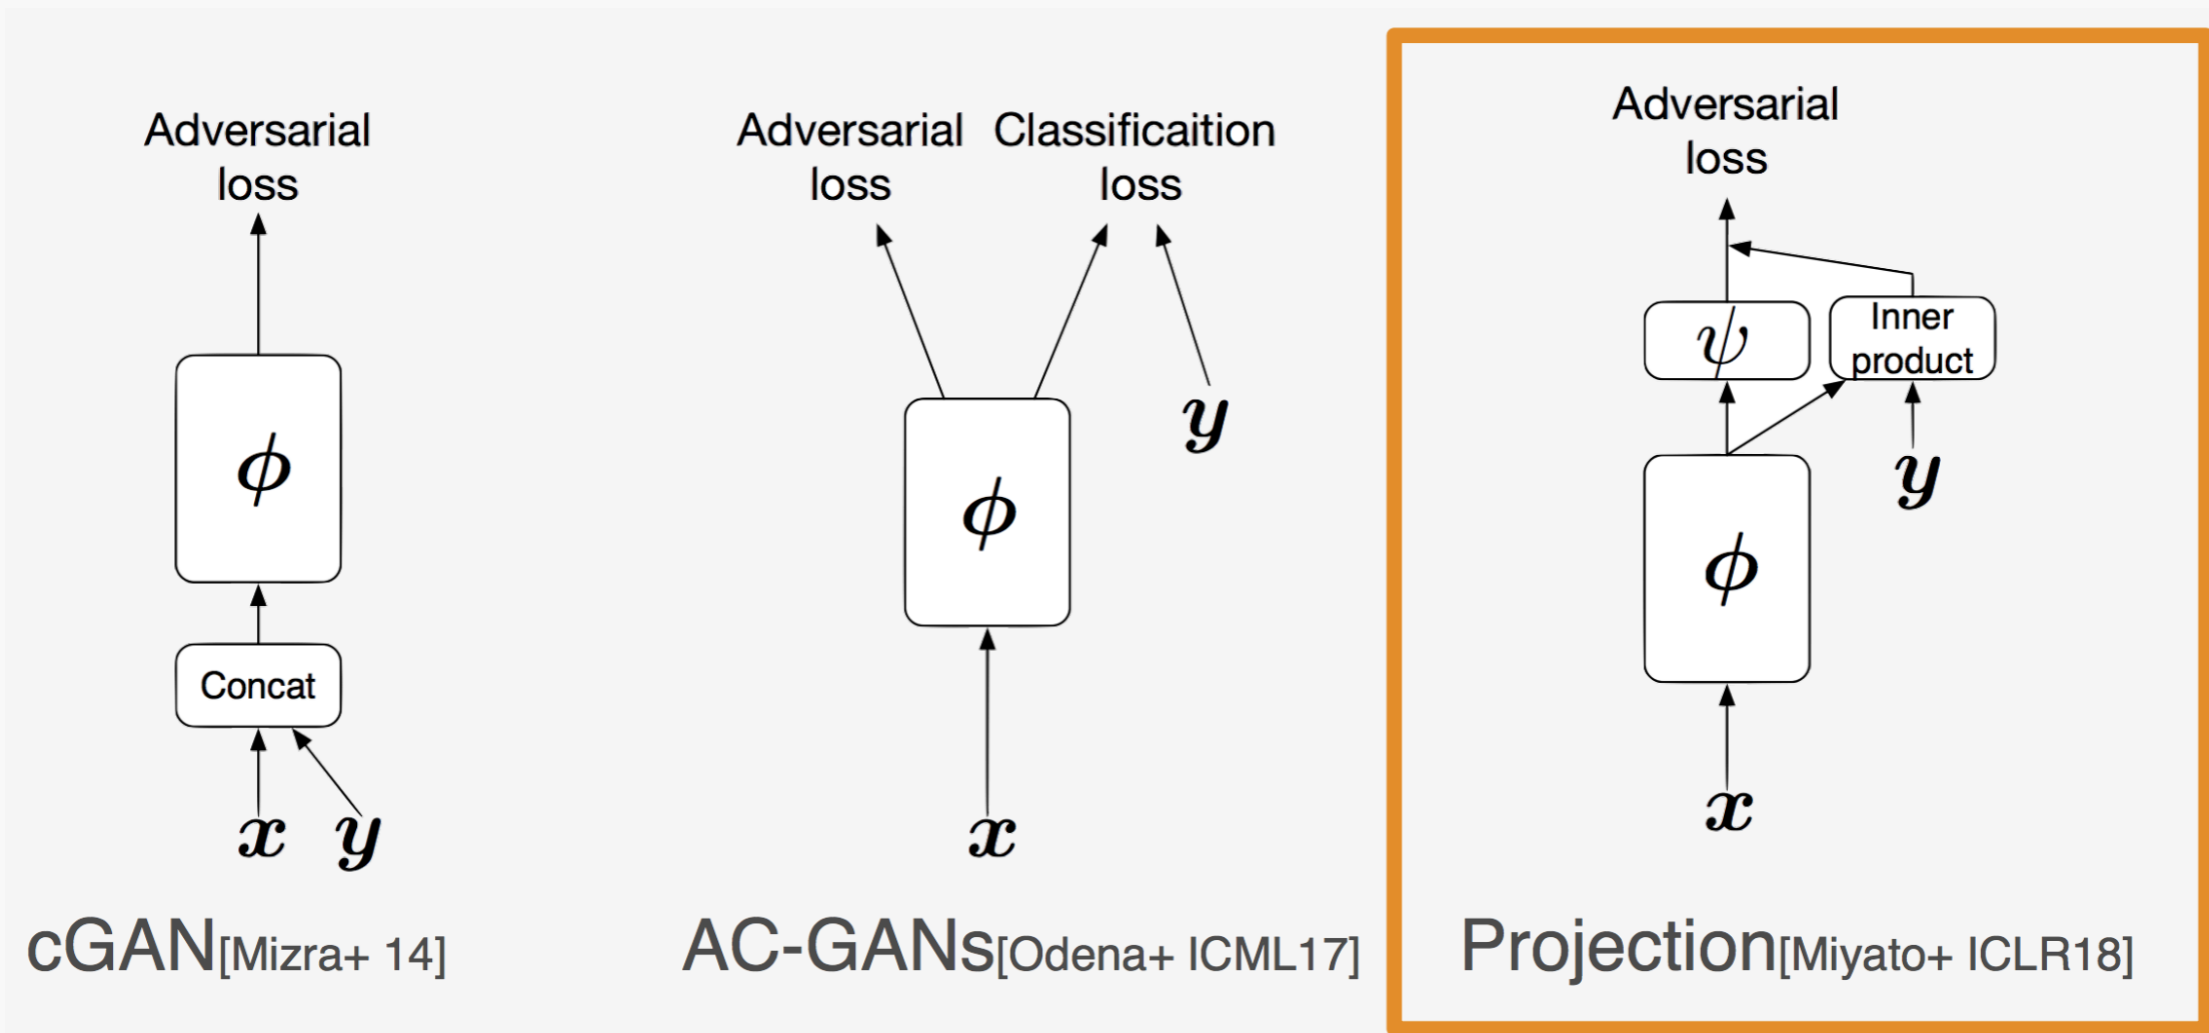 Adversarial
loss
ϕ
Concat
x y
cGAN[Mizra+ 14]
Adversarial Classificaition
loss loss
y
ϕ
x
AC-GANs[Odena+ ICML17]
Adversarial
loss
ψ
Inner
product
y
ϕ
x
Projection[Miyato+ ICLR18]